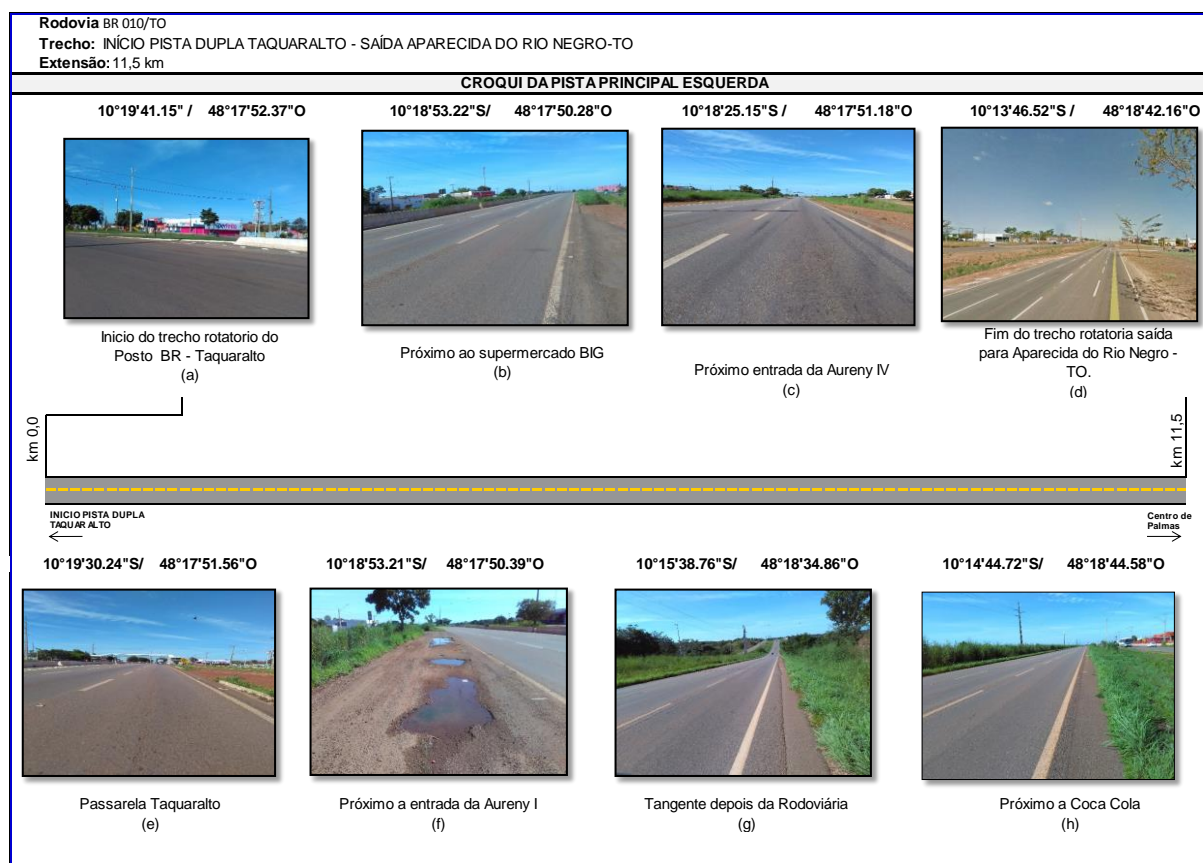 Rodovia BR 010/TO
Trecho: INÍCIO PISTA DUPLA TAQUARALTO - SAÍDA APARECIDA DO RIO NEGRO-TO
Extensão: 11,5 km
CROQUI DA PISTA PRINCIPAL ESQUERDA
10°19'41.15" / 48°17'52.37"O
10°18'53.22"S/ 48°17'50.28"O
10°18'25.15"S / 48°17'51.18"O
10°13'46.52"S / 48°18'42.16"O
Inicio do trecho rotatorio do
Posto BR - Taquaralto
(a)
Próximo ao supermercado BIG
(b)
Próximo entrada da Aureny IV
(c)
Fim do trecho rotatoria saída
para Aparecida do Rio Negro -
TO.
(d)
km 0,0
km 11,5
INICIO PISTA DUPLA
TAQUARALTO
Centro de
Palmas
10°19'30.24"S/ 48°17'51.56"O
10°18'53.21"S/ 48°17'50.39"O
10°15'38.76"S/ 48°18'34.86"O
10°14'44.72"S/ 48°18'44.58"O
Passarela Taquaralto
(e)
Próximo a entrada da Aureny I
(f)
Tangente depois da Rodoviária
(g)
Próximo a Coca Cola
(h)